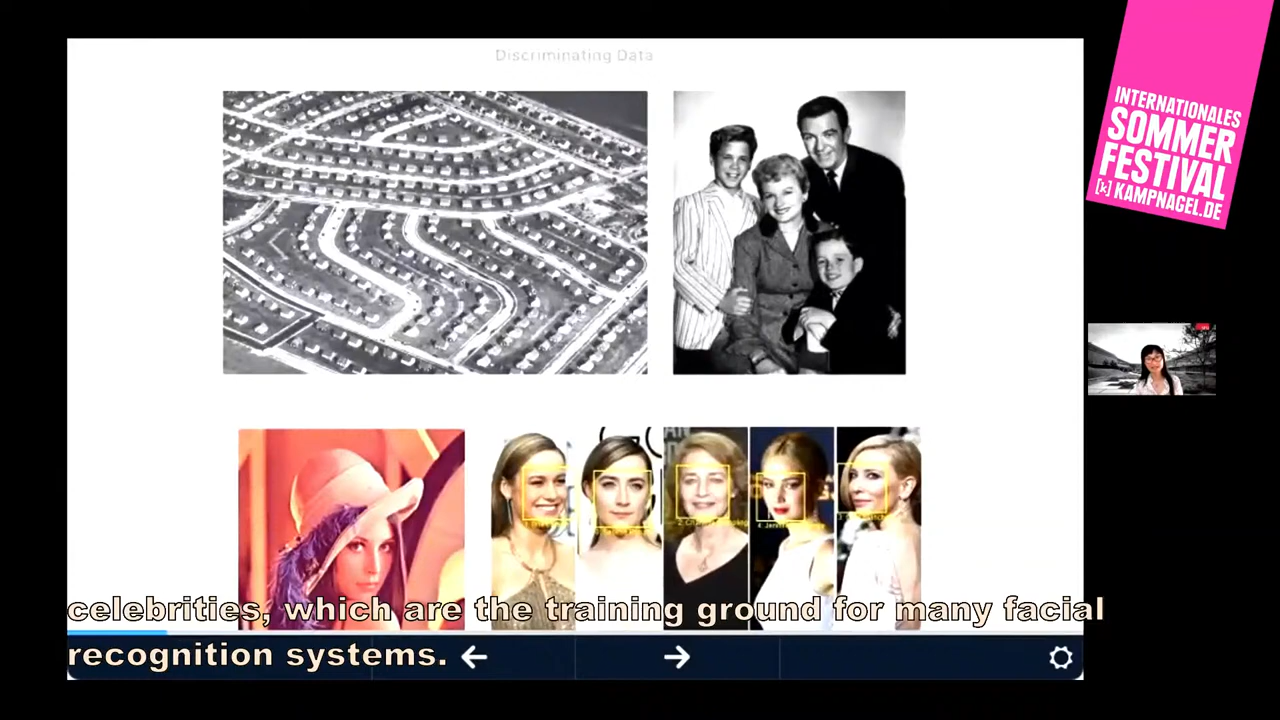 Discriminating Data
INTERNATIONALES
SOMMER
FESTIVAL
[k] KAMPNAGEL.DE
celebrities, which are the training ground for many facial
recognition systems.